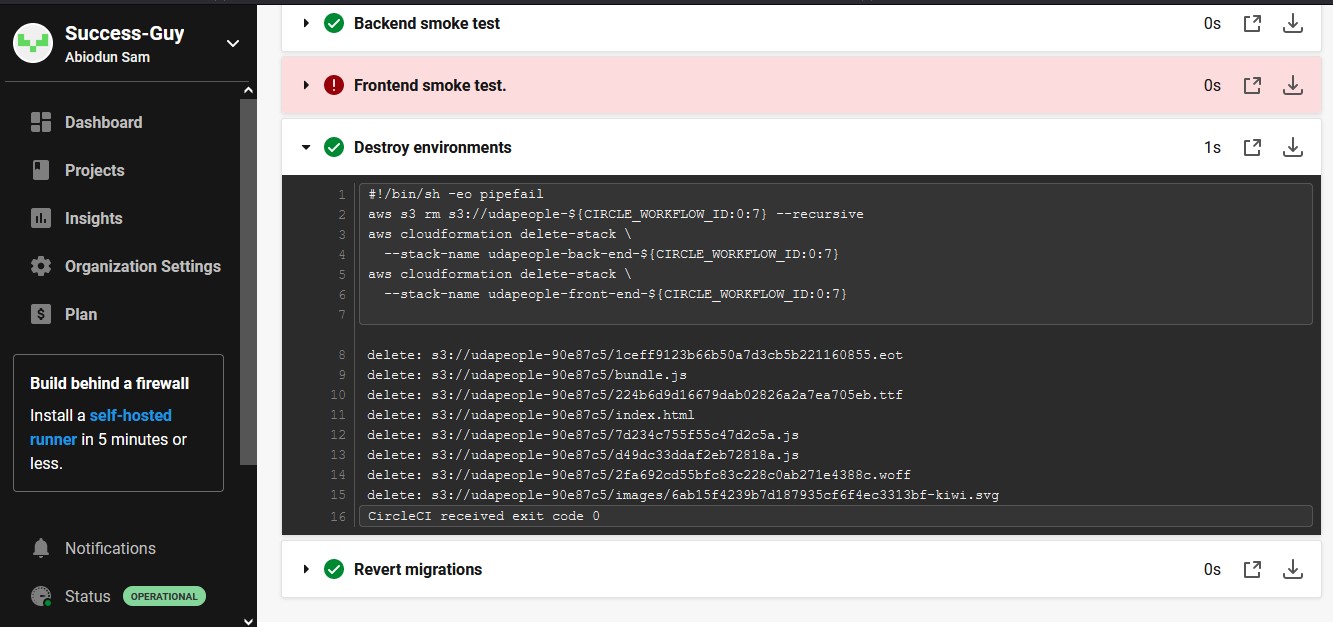 Success-Guy
Abiodun Sam
Dashboard
Projects
Insights
Organization Settings
Plan
Build behind a firewall
Install a self-hosted
runner in 5 minutes or
less.
Notifications
Status OPERATIONAL
Backend smoke test 0s
Frontend smoke test. 0s
Destroy environments 1s
1 #!/bin/sh -eo pipefail
2 aws s3 rm s3://udapeople-${CIRCLE_WORKFLOW_ID:0:7} --recursive
3 aws cloudformation delete-stack \
4 --stack-name udapeople-back-end-${CIRCLE_WORKFLOW_ID:0:7}
5 aws cloudformation delete-stack \
6 --stack-name udapeople-front-end-${CIRCLE_WORKFLOW_ID:0:7}
7
8 delete: s3://udapeople-90e87c5/1ceff9123b66b50a7d3cb5b221160855.eot
9 delete: s3://udapeople-90e87c5/bundle.js
10 delete: s3://udapeople-90e87c5/224b6d9d16679dab02826a2a7ea705eb.ttf
11 delete: s3://udapeople-90e87c5/index.html
12 delete: s3://udapeople-90e87c5/7d234c755f55c47d2c5a.js
13 delete: s3://udapeople-90e87c5/d49dc33ddaf2eb72818a.js
14 delete: s3://udapeople-90e87c5/2fa692cd55bfc83c228c0ab271e4388c.woff
15 delete: s3://udapeople-90e87c5/images/6ab15f4239b7d187935cf6f4ec3313bf-kiwi.svg
16 CircleCI received exit code 0
Revert migrations 0s